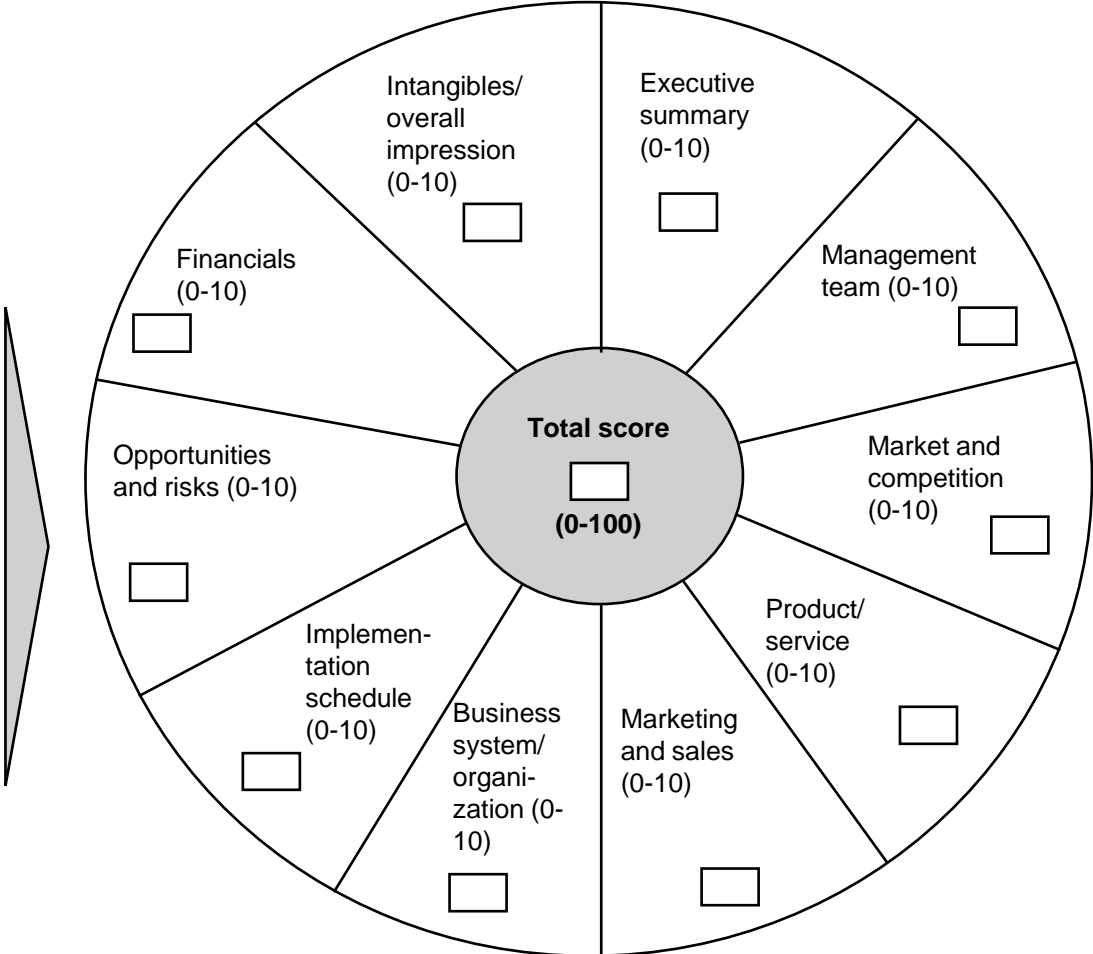 Executive
summary
(0-10)
Management
team (0-10)
Market and
competition
(0-10)
Product/
service
(0-10)
Marketing
and sales
(0-10)
Business
system/
organi-
zation (0-
10)
Implemen-
tation
schedule
(0-10)
Opportunities
and risks (0-10)
Financials
(0-10)
Intangibles/
overall
impression
(0-10)
Total score
(0-100)